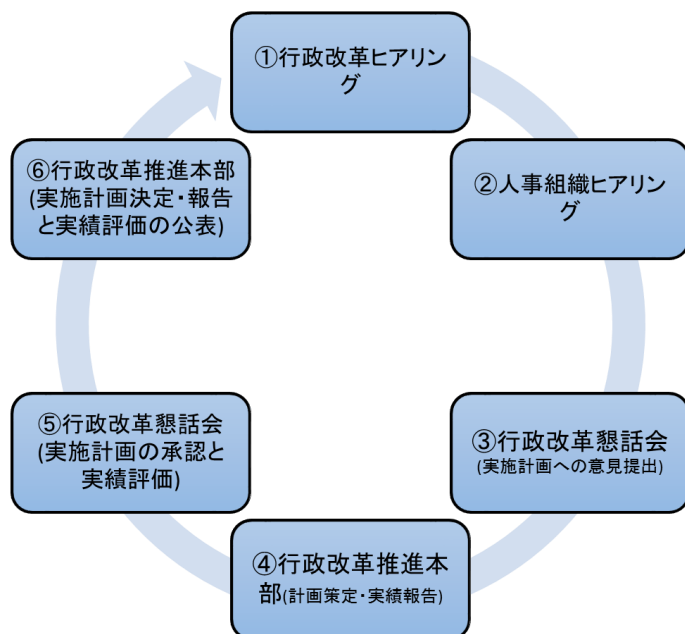 ①行政改革ヒアリン
グ
②人事組織ヒアリン
グ
③行政改革懇話会
(実施計画への意見提出)
④行政改革推進本
部(計画策定・実績報告)
⑤行政改革懇話会
(実施計画の承認と
実績評価)
⑥行政改革推進本部
(実施計画決定・報告
と実績評価の公表)